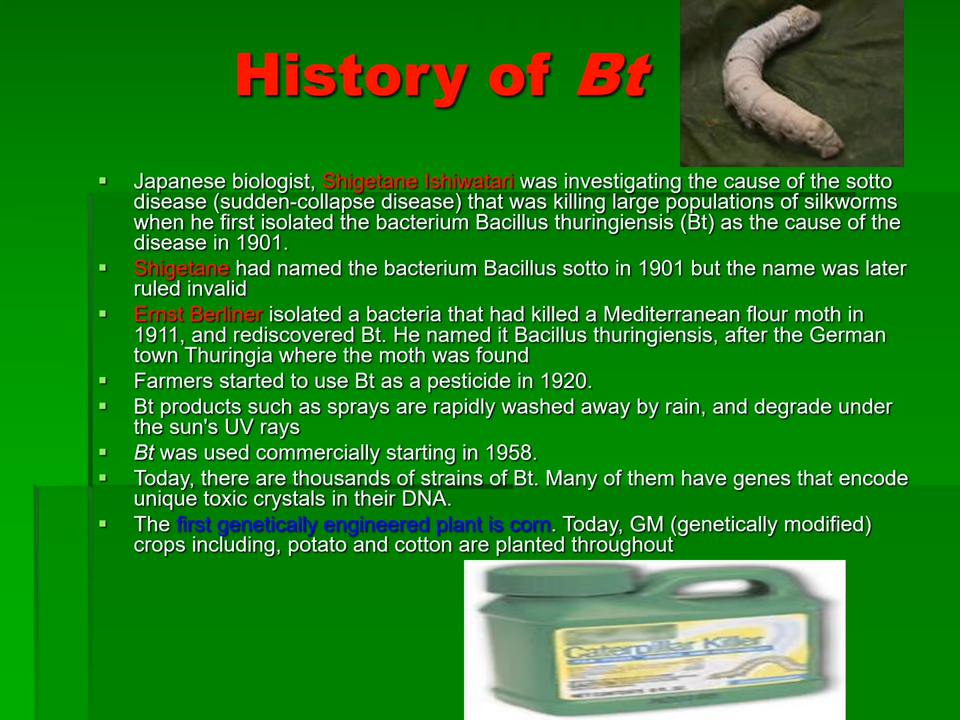 History of Bt
Japanese biologist, Shigetane Ishiwatari was investigating the cause of the sotto
disease (sudden-collapse disease) that was killing large populations of silkworms
when he first isolated the bacterium Bacillus thuringiensis (Bt) as the cause of the
disease in 1901.
Shigetane had named the bacterium Bacillus sotto in 1901 but the name was later
ruled invalid
Ernst Berliner isolated a bacteria that had killed a Mediterranean flour moth in
1911, and rediscovered Bt. He named it Bacillus thuringiensis, after the German
town Thuringia where the moth was found
Farmers started to use Bt as a pesticide in 1920.
Bt products such as sprays are rapidly washed away by rain, and degrade under
the sun's UV rays
Bt was used commercially starting in 1958.
Today, there are thousands of strains of Bt. Many of them have genes that encode
unique toxic crystals in their DNA.
The first genetically engineered plant is corn. Today, GM (genetically modified)
crops including, potato and cotton are planted throughout
Caterpillar Killer